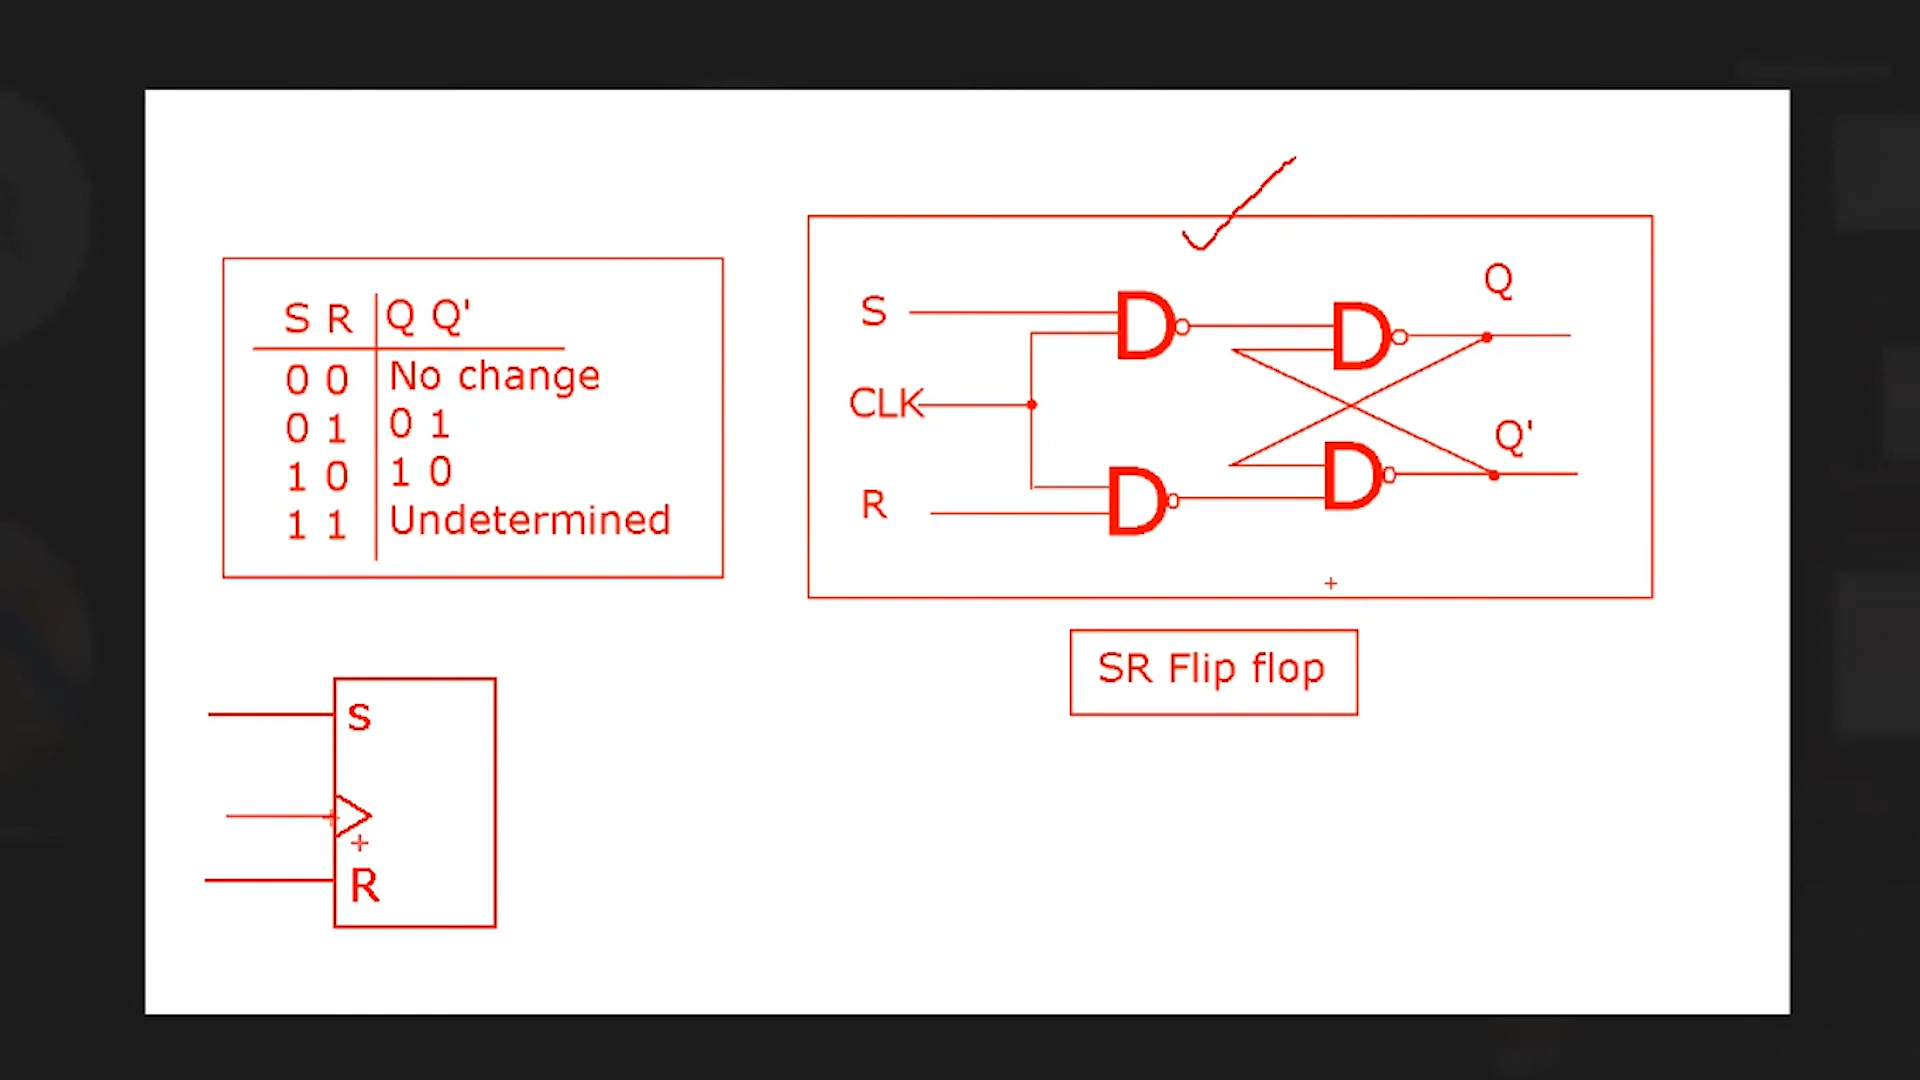 S R Q Q'
0 0 No change
0 1 0 1
1 0 1 0
1 1 Undetermined
S
CLK
R
Q
Q'
SR Flip flop
S
R